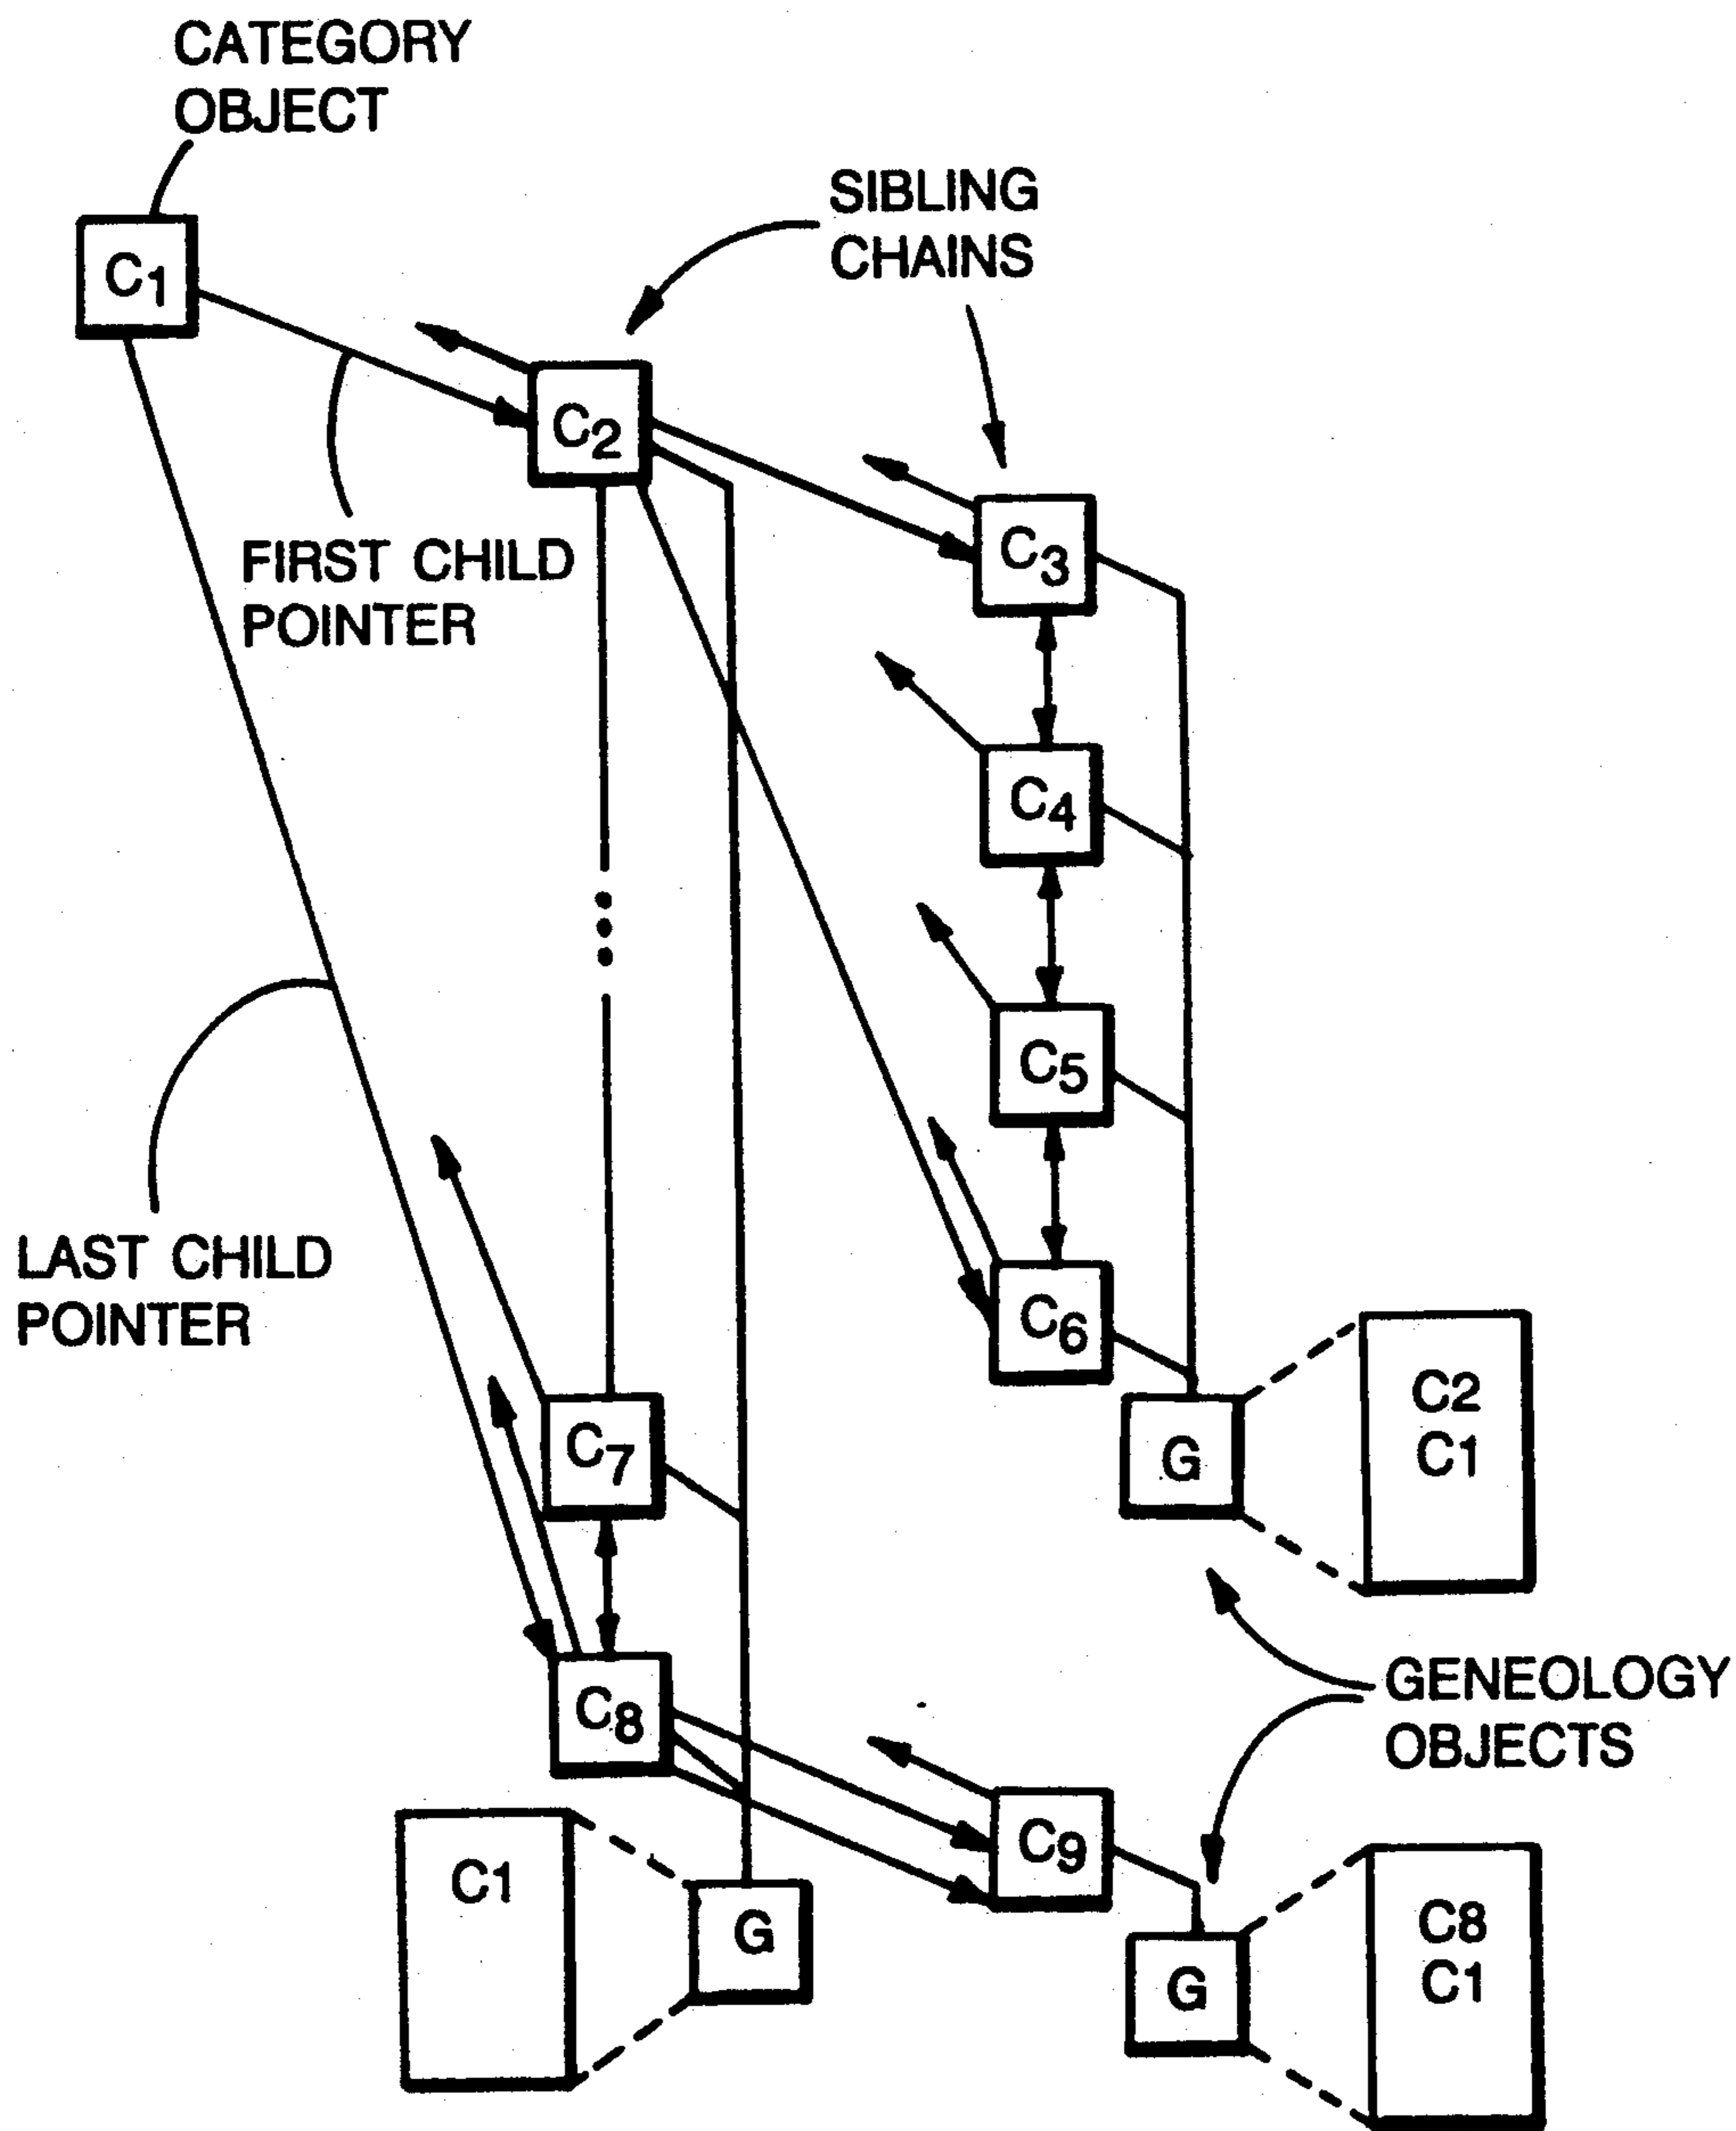 CATEGORY
OBJECT
SIBLING
CHAINS
C1
C2
C3
FIRST CHILD
POINTER
C4
C5
LAST CHILD
POINTER
C6
C2
C1
C7
G
GENEOLOGY
OBJECTS
C8
C9
C1
G
C8
C1
G